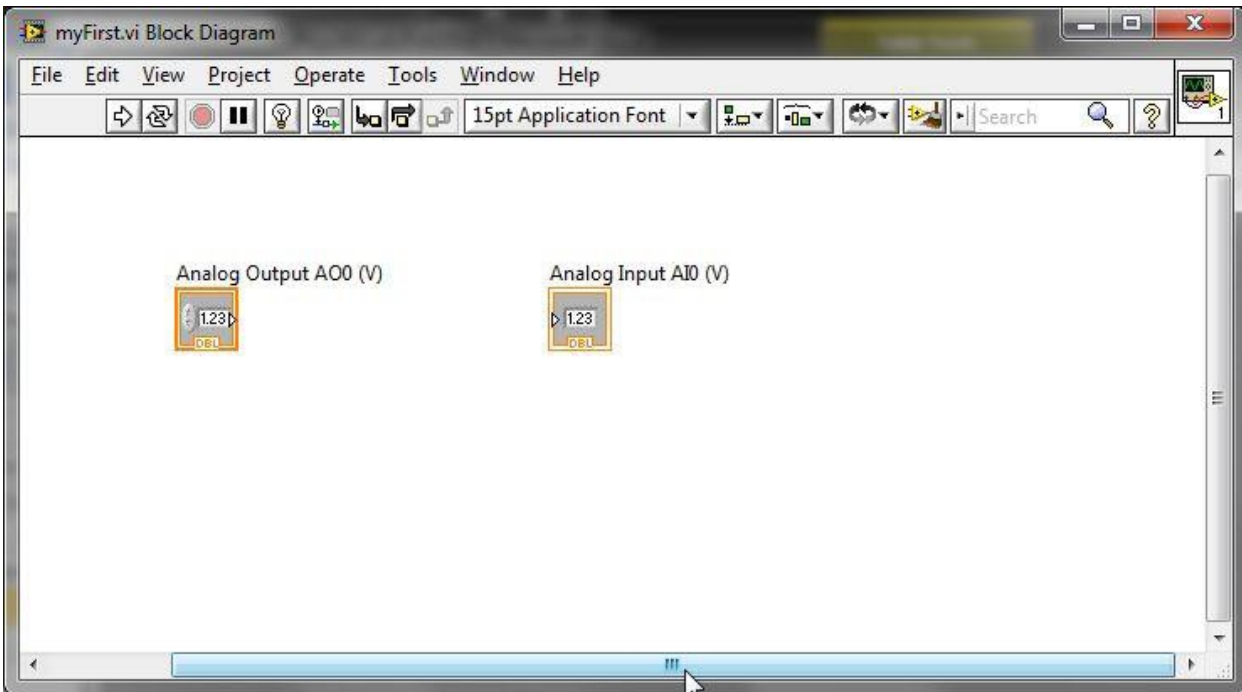 myFirst.vi Block Diagram
File Edit View Project Operate Tools Window Help
15pt Application Font Search
1
Analog Output AO0 (V) Analog Input AI0 (V)
1.23 1.23
DBL DBL